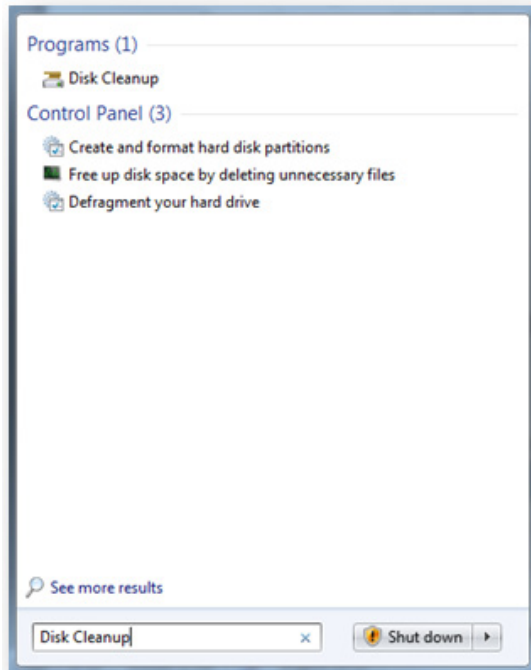 Programs (1)
Disk Cleanup
Control Panel (3)
Create and format hard disk partitions
Free up disk space by deleting unnecessary files
Defragment your hard drive
See more results
Disk Cleanup
Shut down